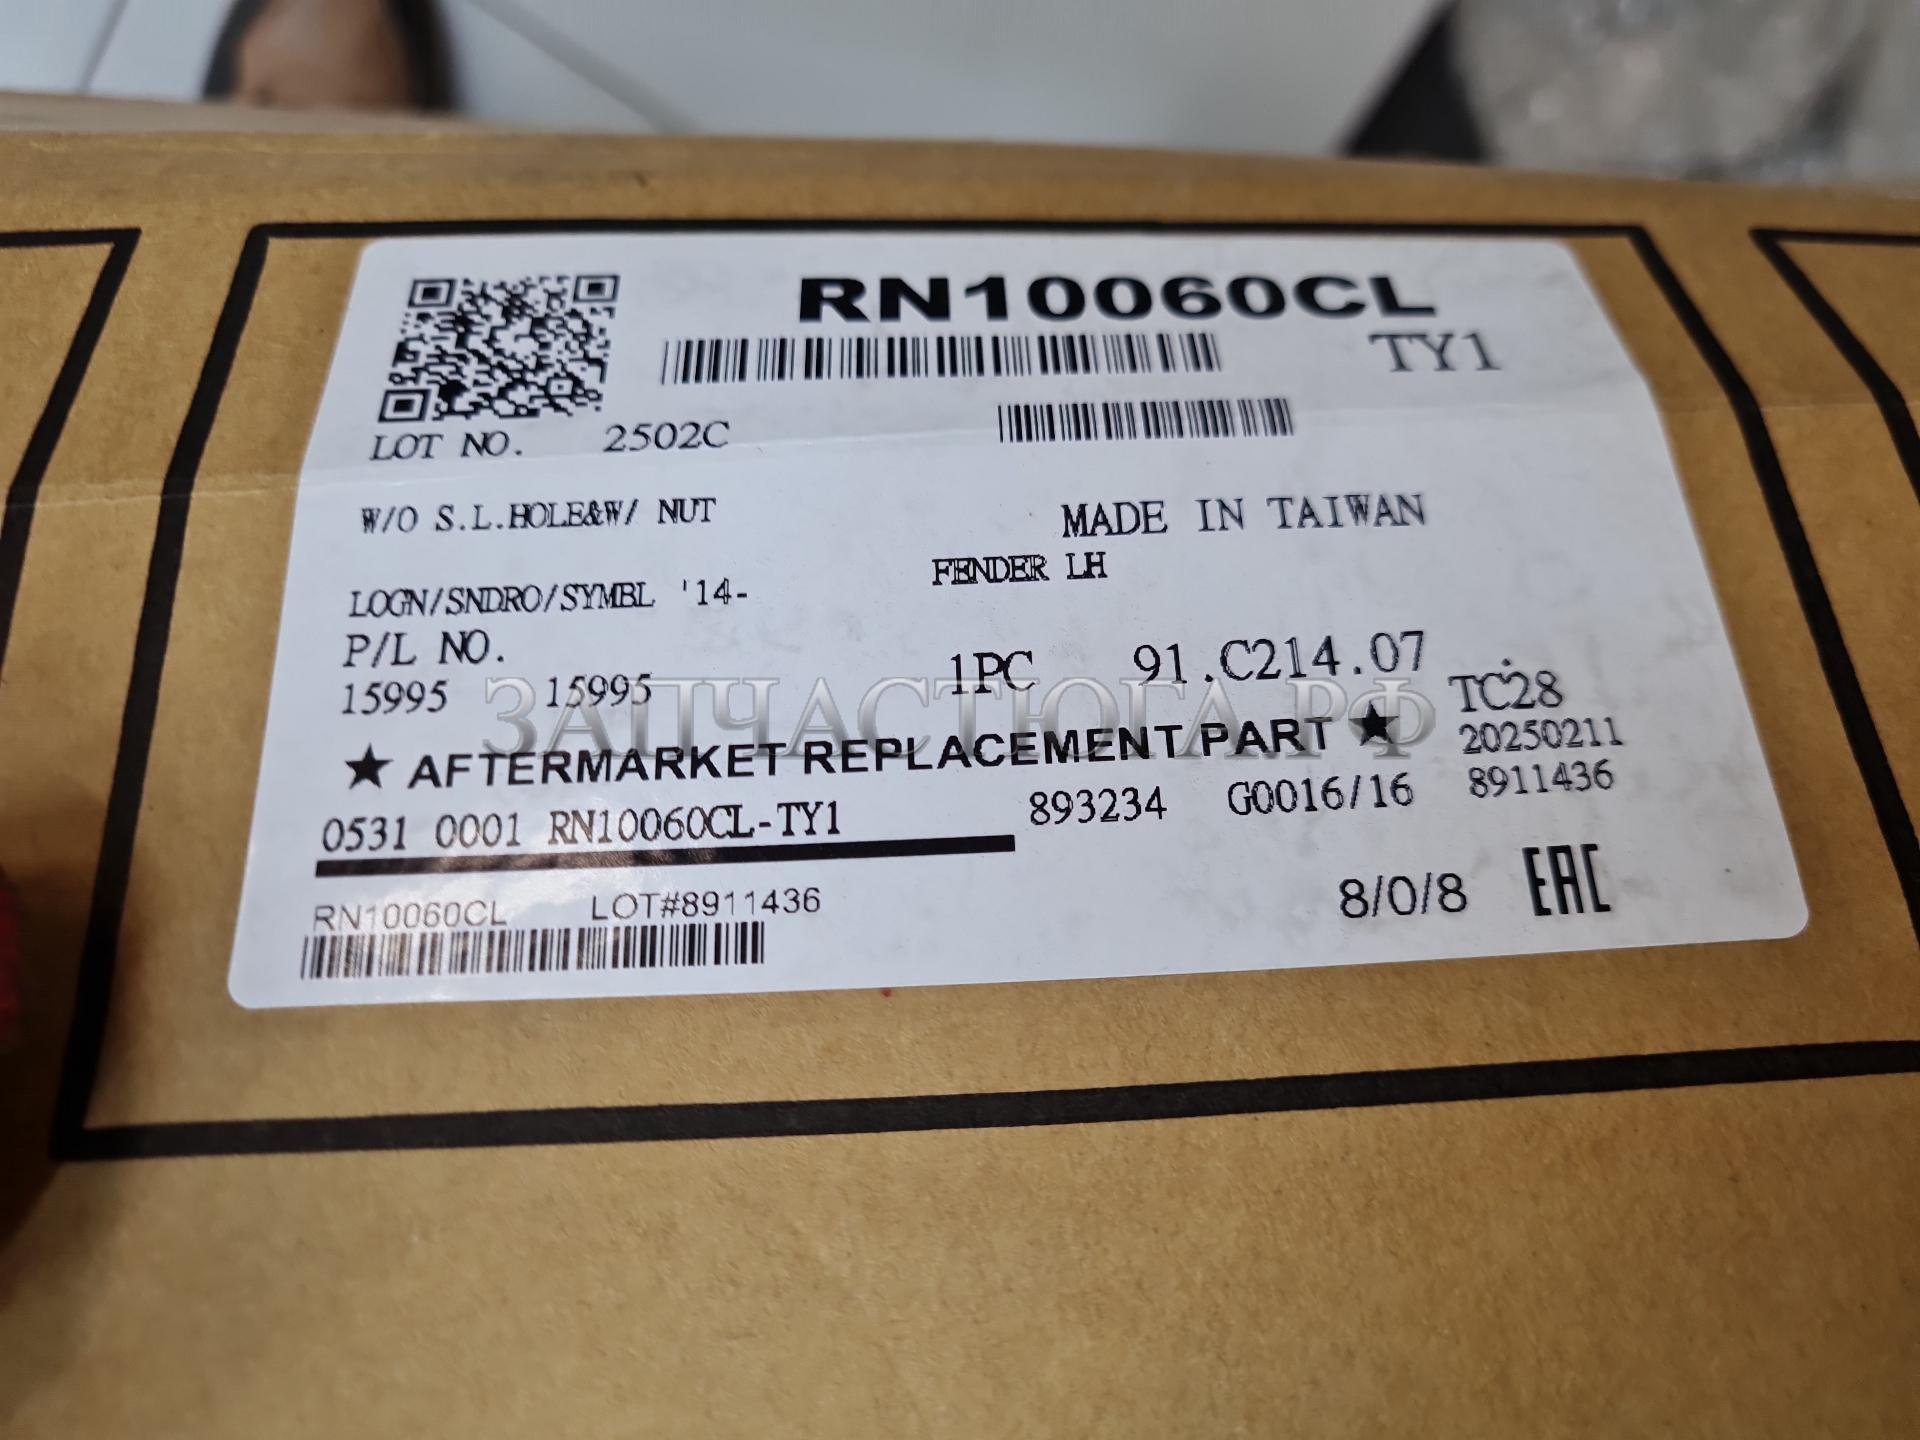 RN10060CL
TY1
LOT NO. 2502C
W/O S.L.HOLE&W/ NUT
MADE IN TAIWAN
FENDER LH
LOGN/SNDRO/SYMBL '14-
P/L NO.
15995 15995
1PC 91.C214.07
TC28
ЗАПЧАСТЮГА.РФ
★ AFTERMARKET REPLACEMENT PART ★
20250211
0531 0001 RN10060CL-TY1
893234 G0016/16 8911436
RN10060CL LOT#8911436
8/0/8 EAC